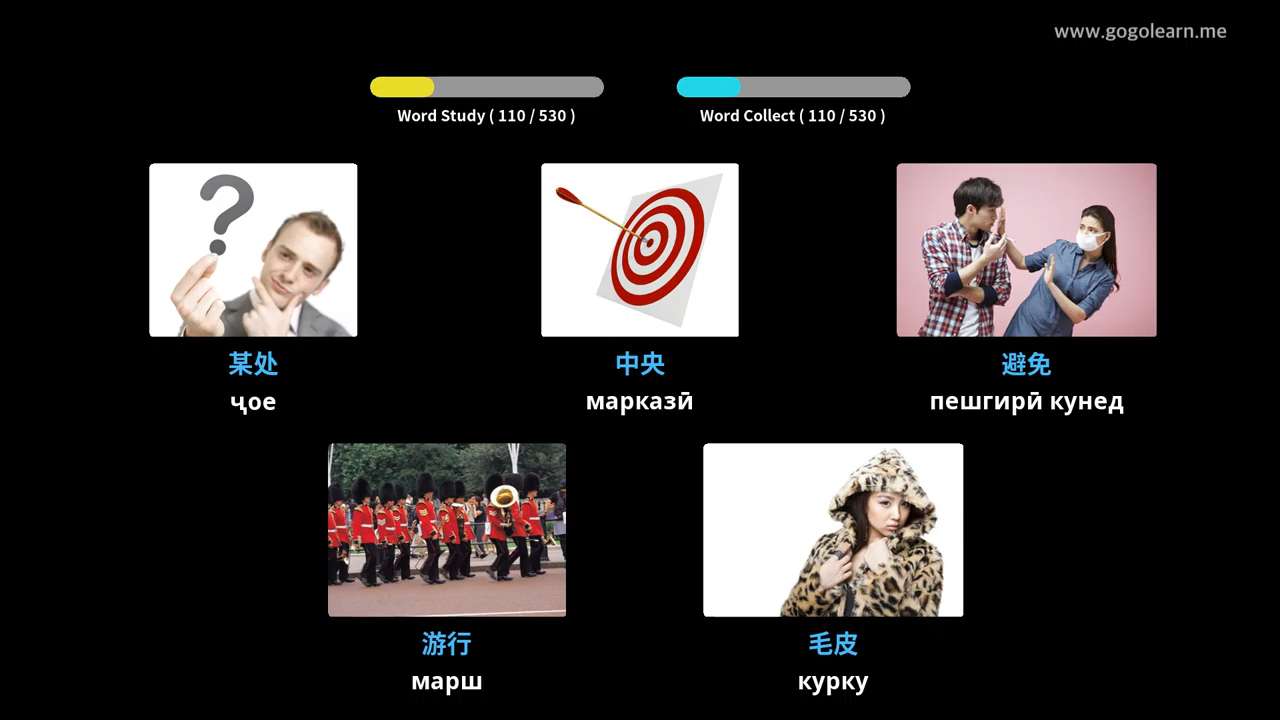 www.gogolearn.me
Word Study ( 110 / 530 )
Word Collect ( 110 / 530 )
某处
ҷое
中央
марказӣ
避免
пешгирӣ кунед
游行
марш
毛皮
курку